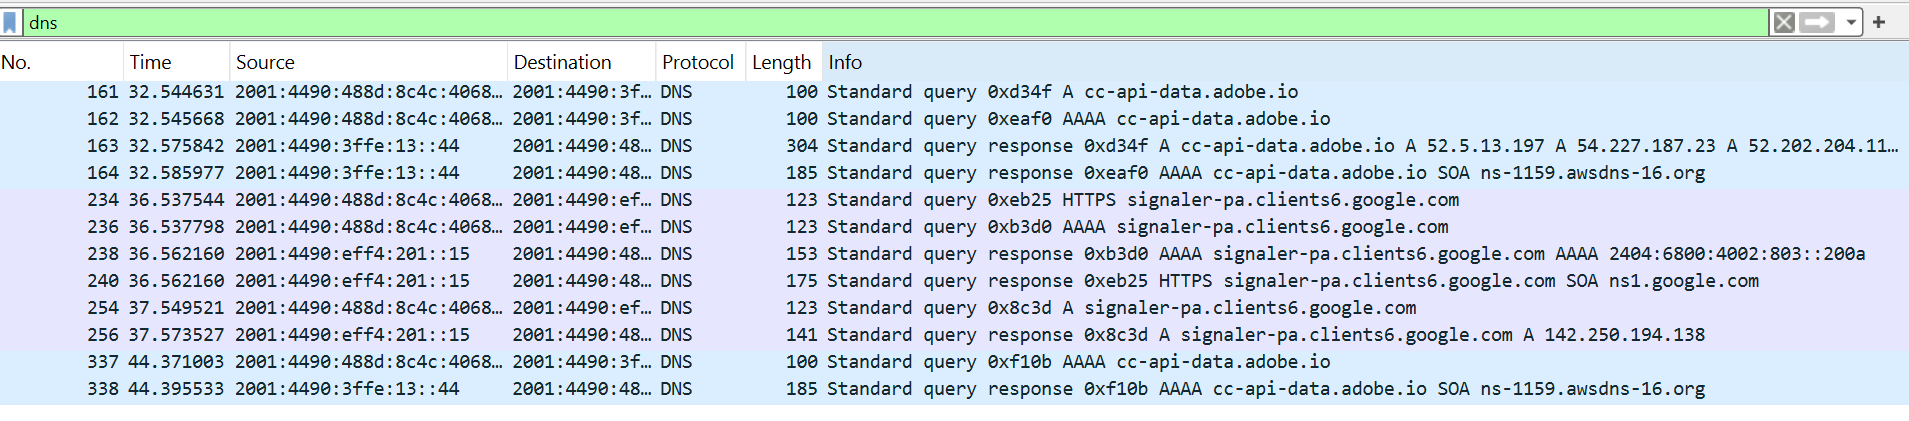 dns
No. Time Source Destination Protocol Length Info
161 32.544631 2001:4490:488d:8c4c:4068… 2001:4490:3f… DNS 100 Standard query 0xd34f A cc-api-data.adobe.io
162 32.545668 2001:4490:488d:8c4c:4068… 2001:4490:3f… DNS 100 Standard query 0xeaf0 AAAA cc-api-data.adobe.io
163 32.575842 2001:4490:3ffe:13::44 2001:4490:48… DNS 304 Standard query response 0xd34f A cc-api-data.adobe.io A 52.5.13.197 A 54.227.187.23 A 52.202.204.11…
164 32.585977 2001:4490:3ffe:13::44 2001:4490:48… DNS 185 Standard query response 0xeaf0 AAAA cc-api-data.adobe.io SOA ns-1159.awsdns-16.org
234 36.537544 2001:4490:488d:8c4c:4068… 2001:4490:ef… DNS 123 Standard query 0xeb25 HTTPS signaler-pa.clients6.google.com
236 36.537798 2001:4490:488d:8c4c:4068… 2001:4490:ef… DNS 123 Standard query 0xb3d0 AAAA signaler-pa.clients6.google.com
238 36.562160 2001:4490:eff4:201::15 2001:4490:48… DNS 153 Standard query response 0xb3d0 AAAA signaler-pa.clients6.google.com AAAA 2404:6800:4002:803::200a
240 36.562160 2001:4490:eff4:201::15 2001:4490:48… DNS 175 Standard query response 0xeb25 HTTPS signaler-pa.clients6.google.com SOA ns1.google.com
254 37.549521 2001:4490:488d:8c4c:4068… 2001:4490:ef… DNS 123 Standard query 0x8c3d A signaler-pa.clients6.google.com
256 37.573527 2001:4490:eff4:201::15 2001:4490:48… DNS 141 Standard query response 0x8c3d A signaler-pa.clients6.google.com A 142.250.194.138
337 44.371003 2001:4490:488d:8c4c:4068… 2001:4490:3f… DNS 100 Standard query 0xf10b AAAA cc-api-data.adobe.io
338 44.395533 2001:4490:3ffe:13::44 2001:4490:48… DNS 185 Standard query response 0xf10b AAAA cc-api-data.adobe.io SOA ns-1159.awsdns-16.org